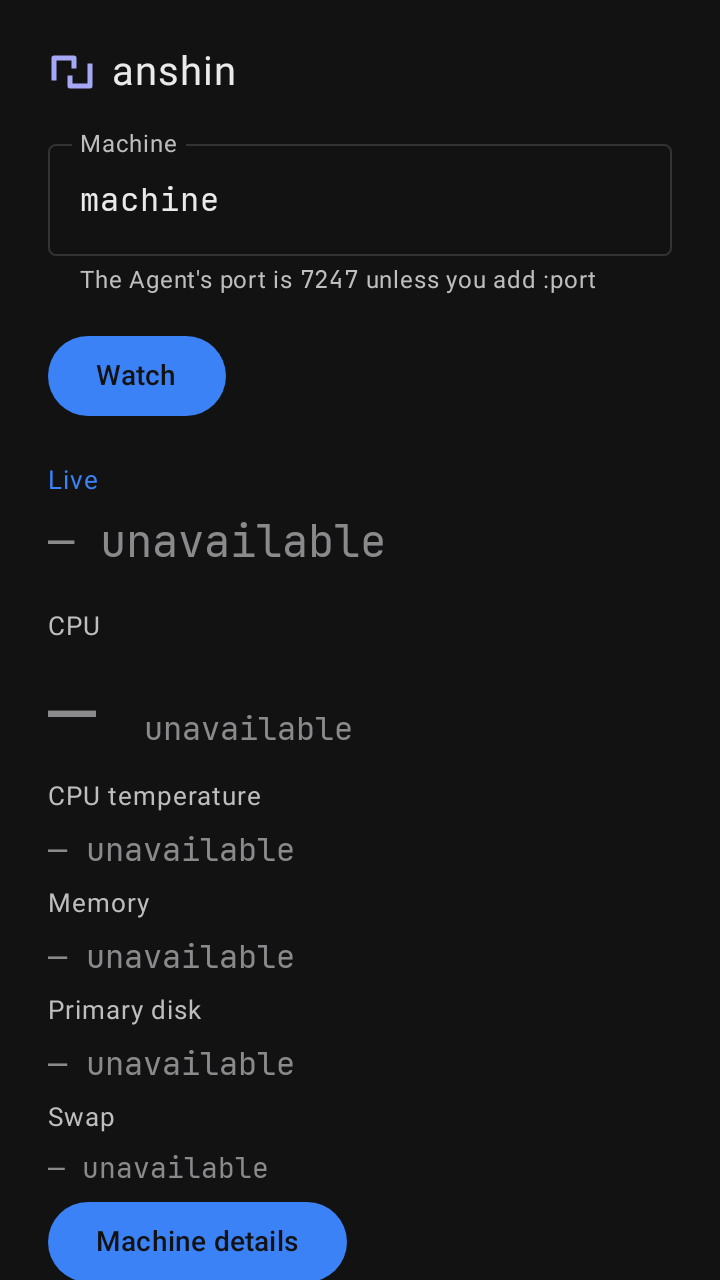 anshin
Machine
machine
The Agent's port is 7247 unless you add :port
Watch
Live
— unavailable
CPU
— unavailable
CPU temperature
— unavailable
Memory
— unavailable
Primary disk
— unavailable
Swap
— unavailable
Machine details